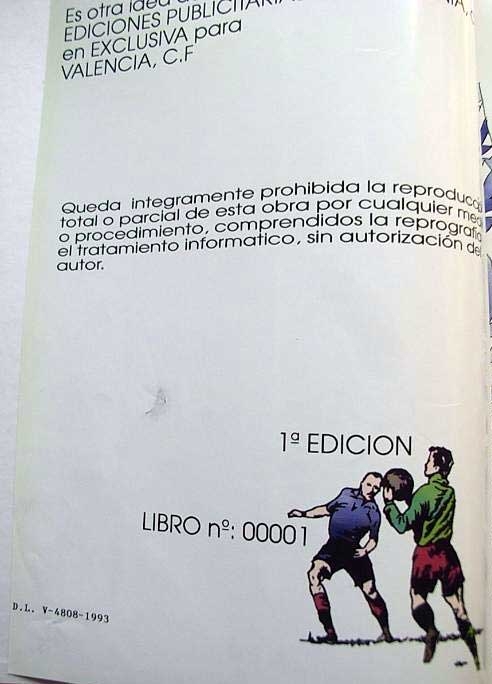 Es otra idea
EDICIONES
en EXCLUSIVA para
VALENCIA, C.F
Queda integramente prohibida la
total o parcial de esta obra por cualquier
o procedimiento, comprendidos la
el tratamiento informatico, sin autorización
autor.
1ª EDICION
LIBRO nº: 00001
D.L. V-4808-1993